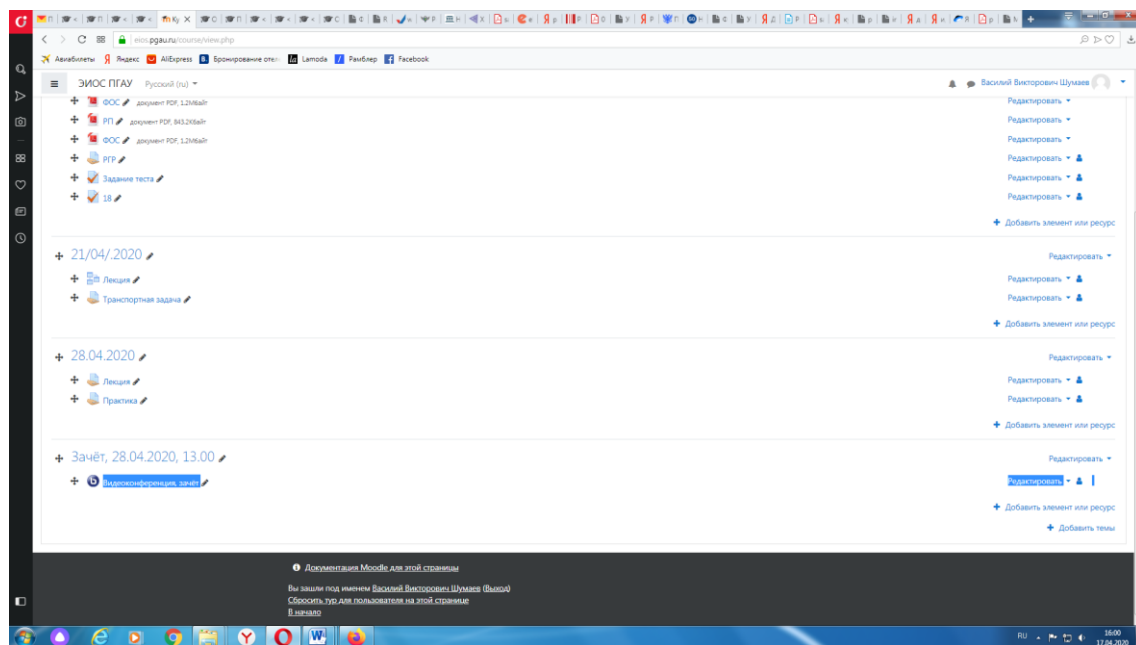 eios.pgau.ru/course/view.php
Авиабилеты Яндекс AliExpress Бронирование отел Lamoda Рамблер Facebook
ЭИОС ПГАУ Русский (ru) Василий Викторович Шумаев
ФОС документ PDF, 1.2Мбайт Редактировать
РП документ PDF, 843.2Кбайт Редактировать
ФОС документ PDF, 1.2Мбайт Редактировать
РГР Редактировать
Задание теста Редактировать
18 Редактировать
Добавить элемент или ресурс
21/04/.2020 Редактировать
Лекция Редактировать
Транспортная задача Редактировать
Добавить элемент или ресурс
28.04.2020 Редактировать
Лекция Редактировать
Практика Редактировать
Добавить элемент или ресурс
Зачёт, 28.04.2020, 13.00 Редактировать
Видеоконференция, зачёт Редактировать
Добавить элемент или ресурс
Добавить темы
Документация Moodle для этой страницы
Вы зашли под именем Василий Викторович Шумаев (Выход)
Сбросить тур для пользователя на этой странице
В начало
RU 16:00
17.04.2020